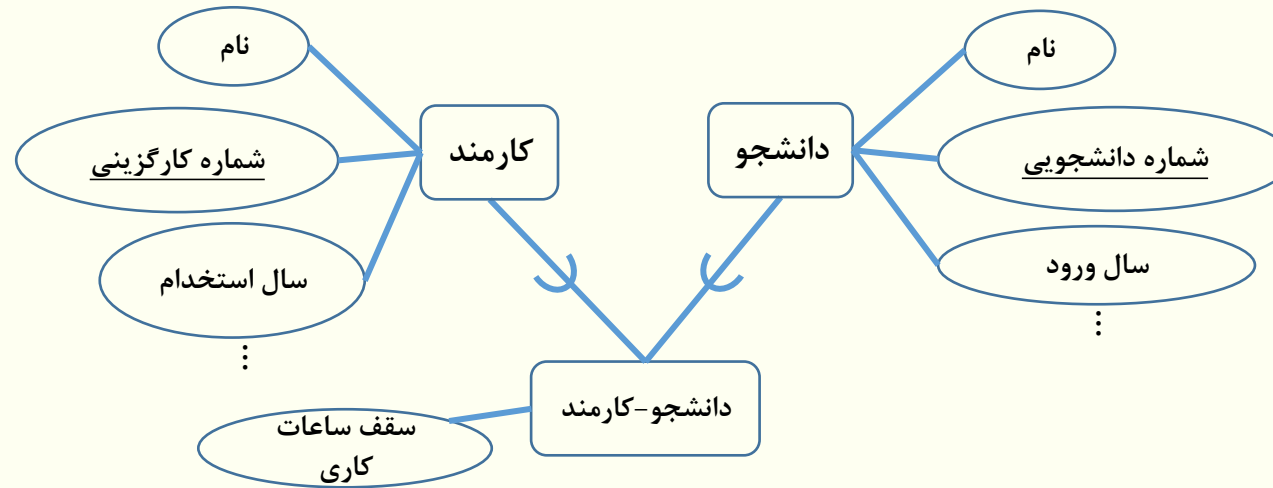 نام
شماره دانشجویی
سال ورود
⋮
دانشجو
کارمند
نام
شماره کارگزینی
سال استخدام
⋮
دانشجو-کارمند
سقف ساعات
کاری